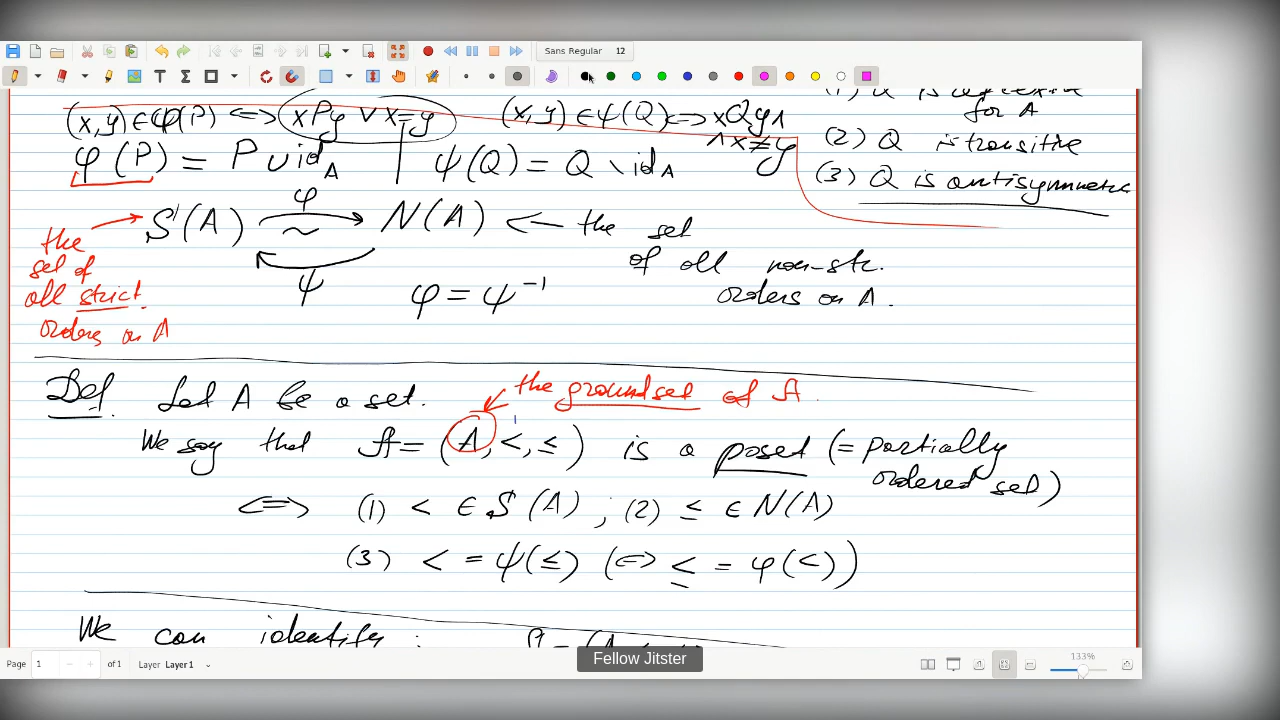 Sans Regular 12
(x,y) ∈ φ(P) ⟺ xPy ∨ x=y
(x,y) ∈ ψ(Q) ⟺ xQy ∧
∧ x≠y
φ(P) = P ∪ id_A
ψ(Q) = Q \ id_A
for A
(2) Q is transitive
(3) Q is antisymmetric
the
set of
all strict
orders on A
S(A) φ ~ N(A) ← the set
of all non-str.
orders on A.
ψ
φ = ψ⁻¹
Def. Let A be a set.
the groundset of 𝒜.
We say that 𝒜 = (A, <, ≤) is a poset (= partially
ordered set)
⟺ (1) < ∈ S(A) ; (2) ≤ ∈ N(A)
(3) < = ψ(≤) (⟺ ≤ = φ(<))
We can identify :
Fellow Jitster
Page 1 of 1 Layer Layer 1 133%